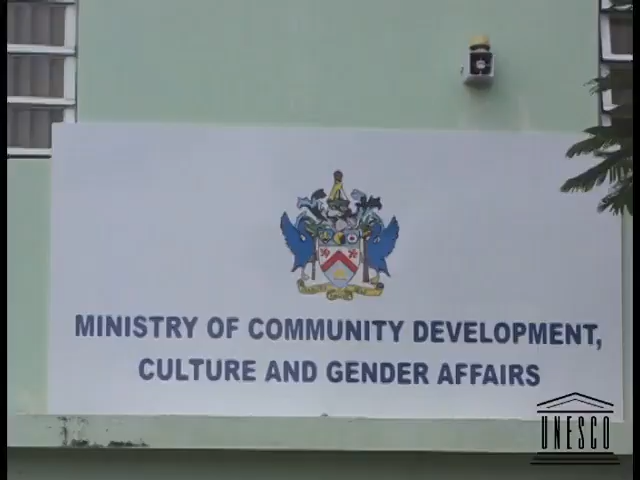 MINISTRY OF COMMUNITY DEVELOPMENT,
CULTURE AND GENDER AFFAIRS
UNESCO